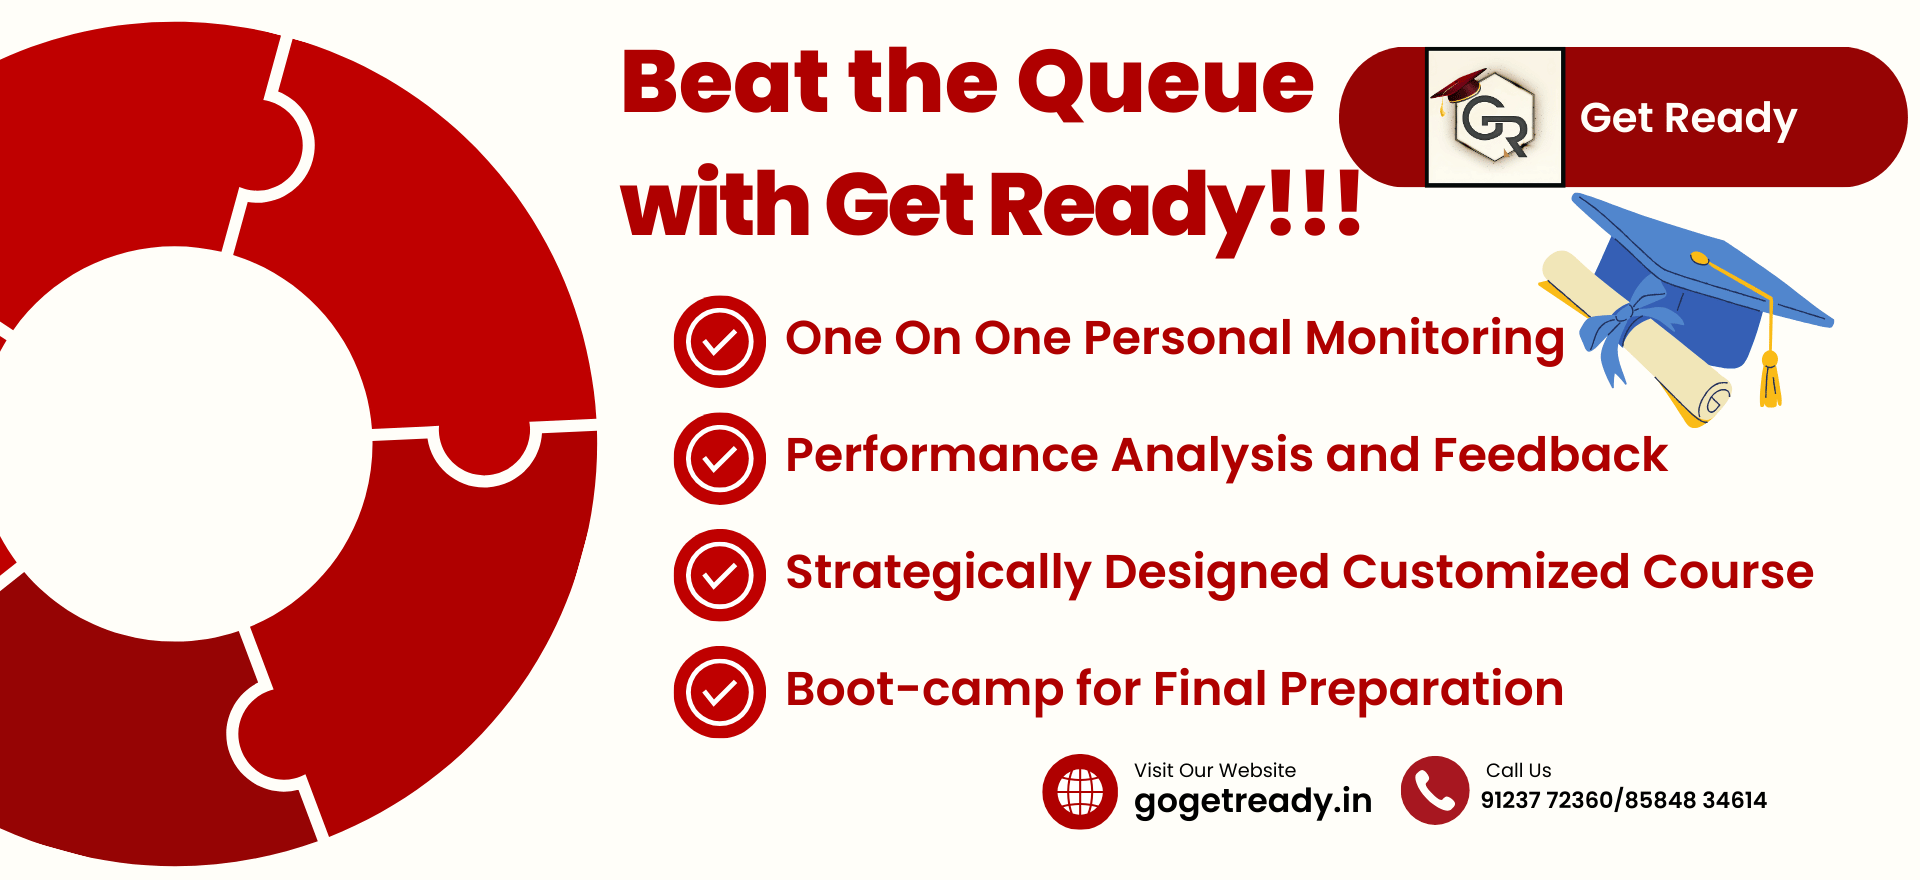 Beat the Queue
with Get Ready!!!
GR
Get Ready
One On One Personal Monitoring
Performance Analysis and Feedback
Strategically Designed Customized Course
Boot-camp for Final Preparation
Visit Our Website
gogetready.in
Call Us
91237 72360/85848 34614